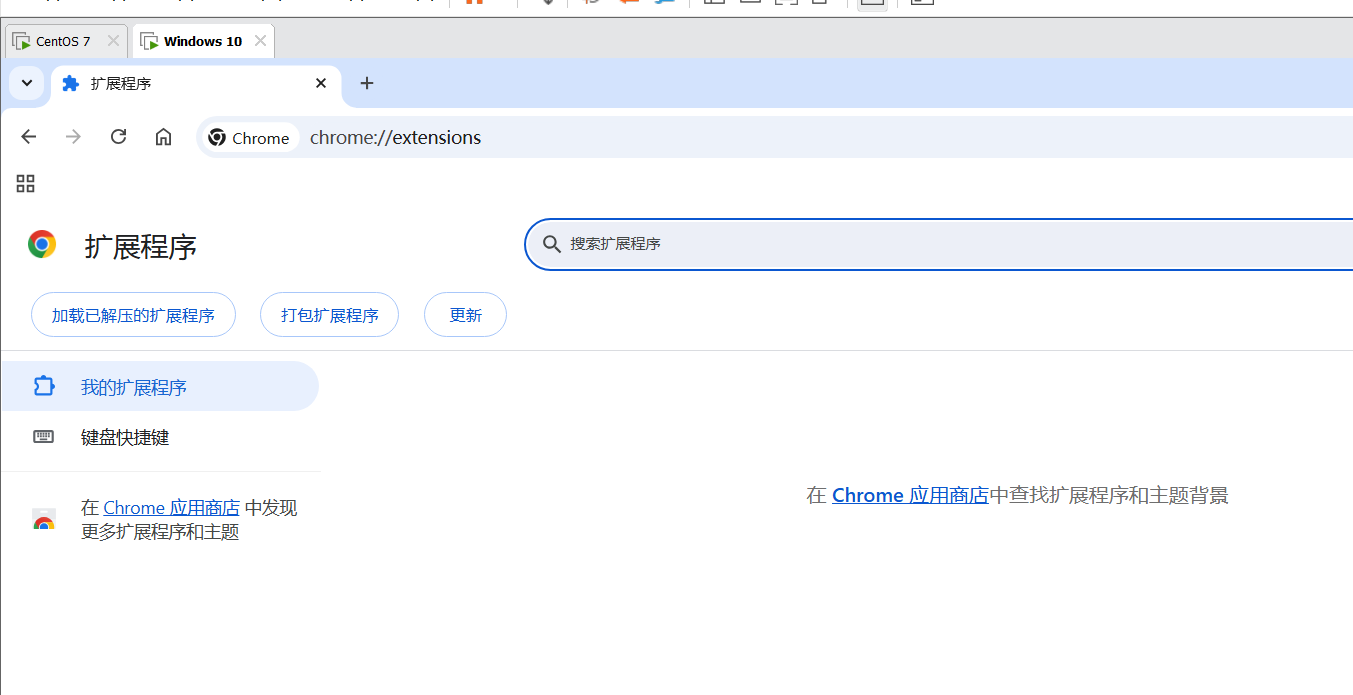 CentOS 7
Windows 10
扩展程序
Chrome
chrome://extensions
扩展程序
搜索扩展程序
加载已解压的扩展程序
打包扩展程序
更新
我的扩展程序
键盘快捷键
在 Chrome 应用商店 中发现
更多扩展程序和主题
在 Chrome 应用商店中查找扩展程序和主题背景